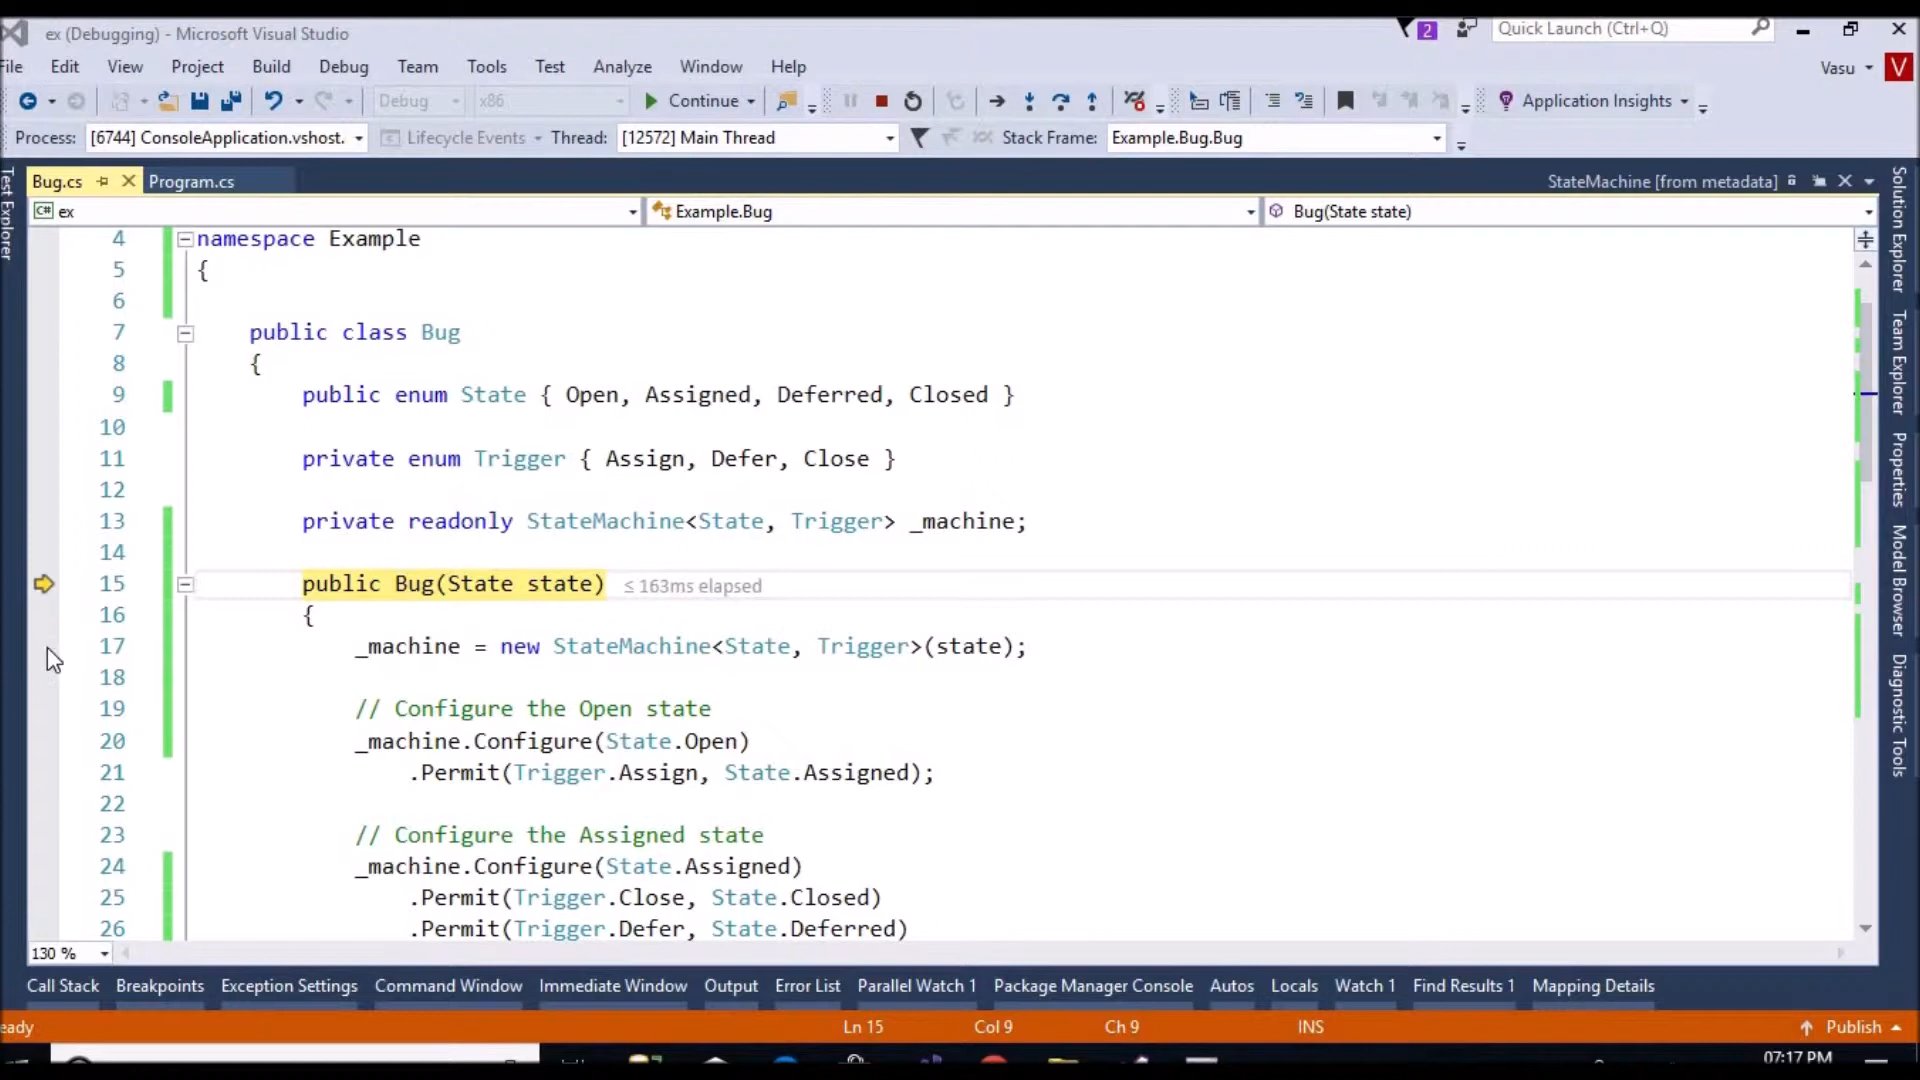 ex (Debugging) - Microsoft Visual Studio
2
Quick Launch (Ctrl+Q)
File Edit View Project Build Debug Team Tools Test Analyze Window Help
Vasu V
Debug x86 Continue Application Insights
Process: [6744] ConsoleApplication.vshost. Lifecycle Events Thread: [12572] Main Thread Stack Frame: Example.Bug.Bug
Test Explorer
Bug.cs Program.cs StateMachine [from metadata]
C# ex Example.Bug Bug(State state)
4 namespace Example
5 {
6
7 public class Bug
8 {
9 public enum State { Open, Assigned, Deferred, Closed }
10
11 private enum Trigger { Assign, Defer, Close }
12
13 private readonly StateMachine<State, Trigger> _machine;
14
15 public Bug(State state) ≤ 163ms elapsed
16 {
17 _machine = new StateMachine<State, Trigger>(state);
18
19 // Configure the Open state
20 _machine.Configure(State.Open)
21 .Permit(Trigger.Assign, State.Assigned);
22
23 // Configure the Assigned state
24 _machine.Configure(State.Assigned)
25 .Permit(Trigger.Close, State.Closed)
26 .Permit(Trigger.Defer, State.Deferred)
Solution Explorer
Team Explorer
Properties
Model Browser
Diagnostic Tools
130 %
Call Stack Breakpoints Exception Settings Command Window Immediate Window Output Error List Parallel Watch 1 Package Manager Console Autos Locals Watch 1 Find Results 1 Mapping Details
eady Ln 15 Col 9 Ch 9 INS Publish
07:17 PM